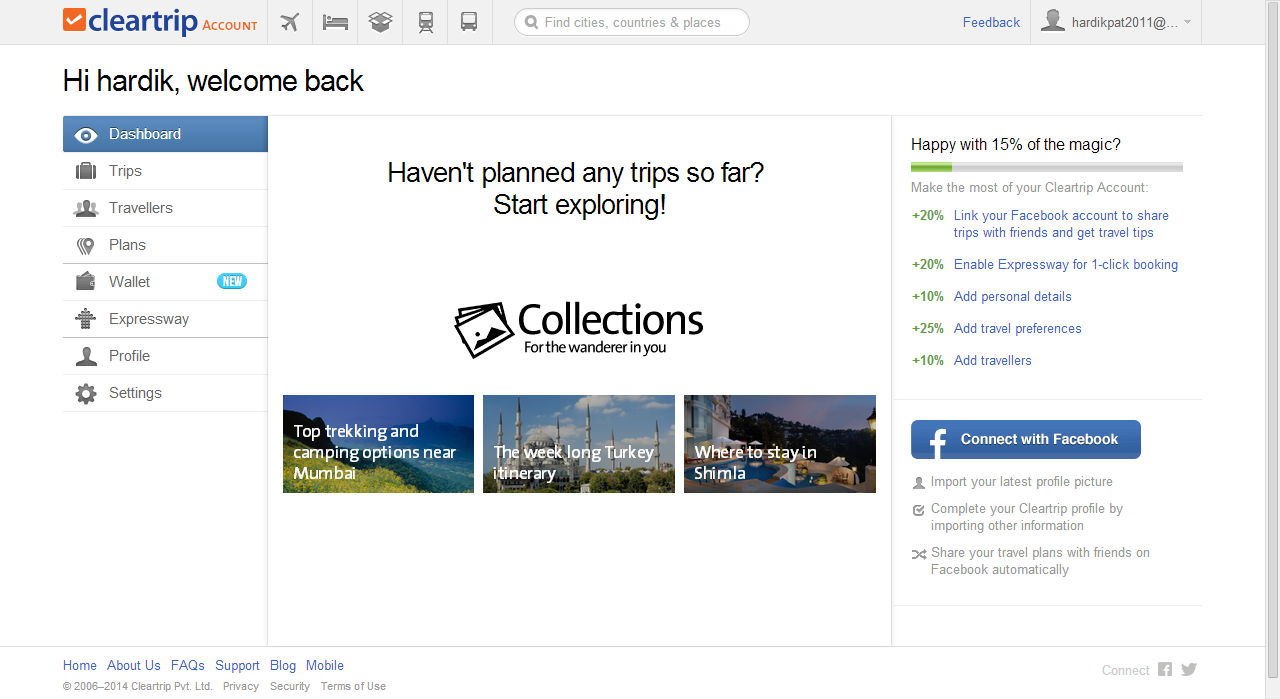 cleartrip ACCOUNT
Find cities, countries & places
Feedback
hardikpat2011@...
Hi hardik, welcome back
Dashboard
Trips
Travellers
Plans
Wallet NEW
Expressway
Profile
Settings
Haven't planned any trips so far?
Start exploring!
Collections
For the wanderer in you
Top trekking and
camping options near
Mumbai
The week long Turkey
itinerary
Where to stay in
Shimla
Happy with 15% of the magic?
Make the most of your Cleartrip Account:
+20% Link your Facebook account to share
trips with friends and get travel tips
+20% Enable Expressway for 1-click booking
+10% Add personal details
+25% Add travel preferences
+10% Add travellers
f Connect with Facebook
Import your latest profile picture
Complete your Cleartrip profile by
importing other information
Share your travel plans with friends on
Facebook automatically
Home About Us FAQs Support Blog Mobile
© 2006–2014 Cleartrip Pvt. Ltd. Privacy Security Terms of Use
Connect